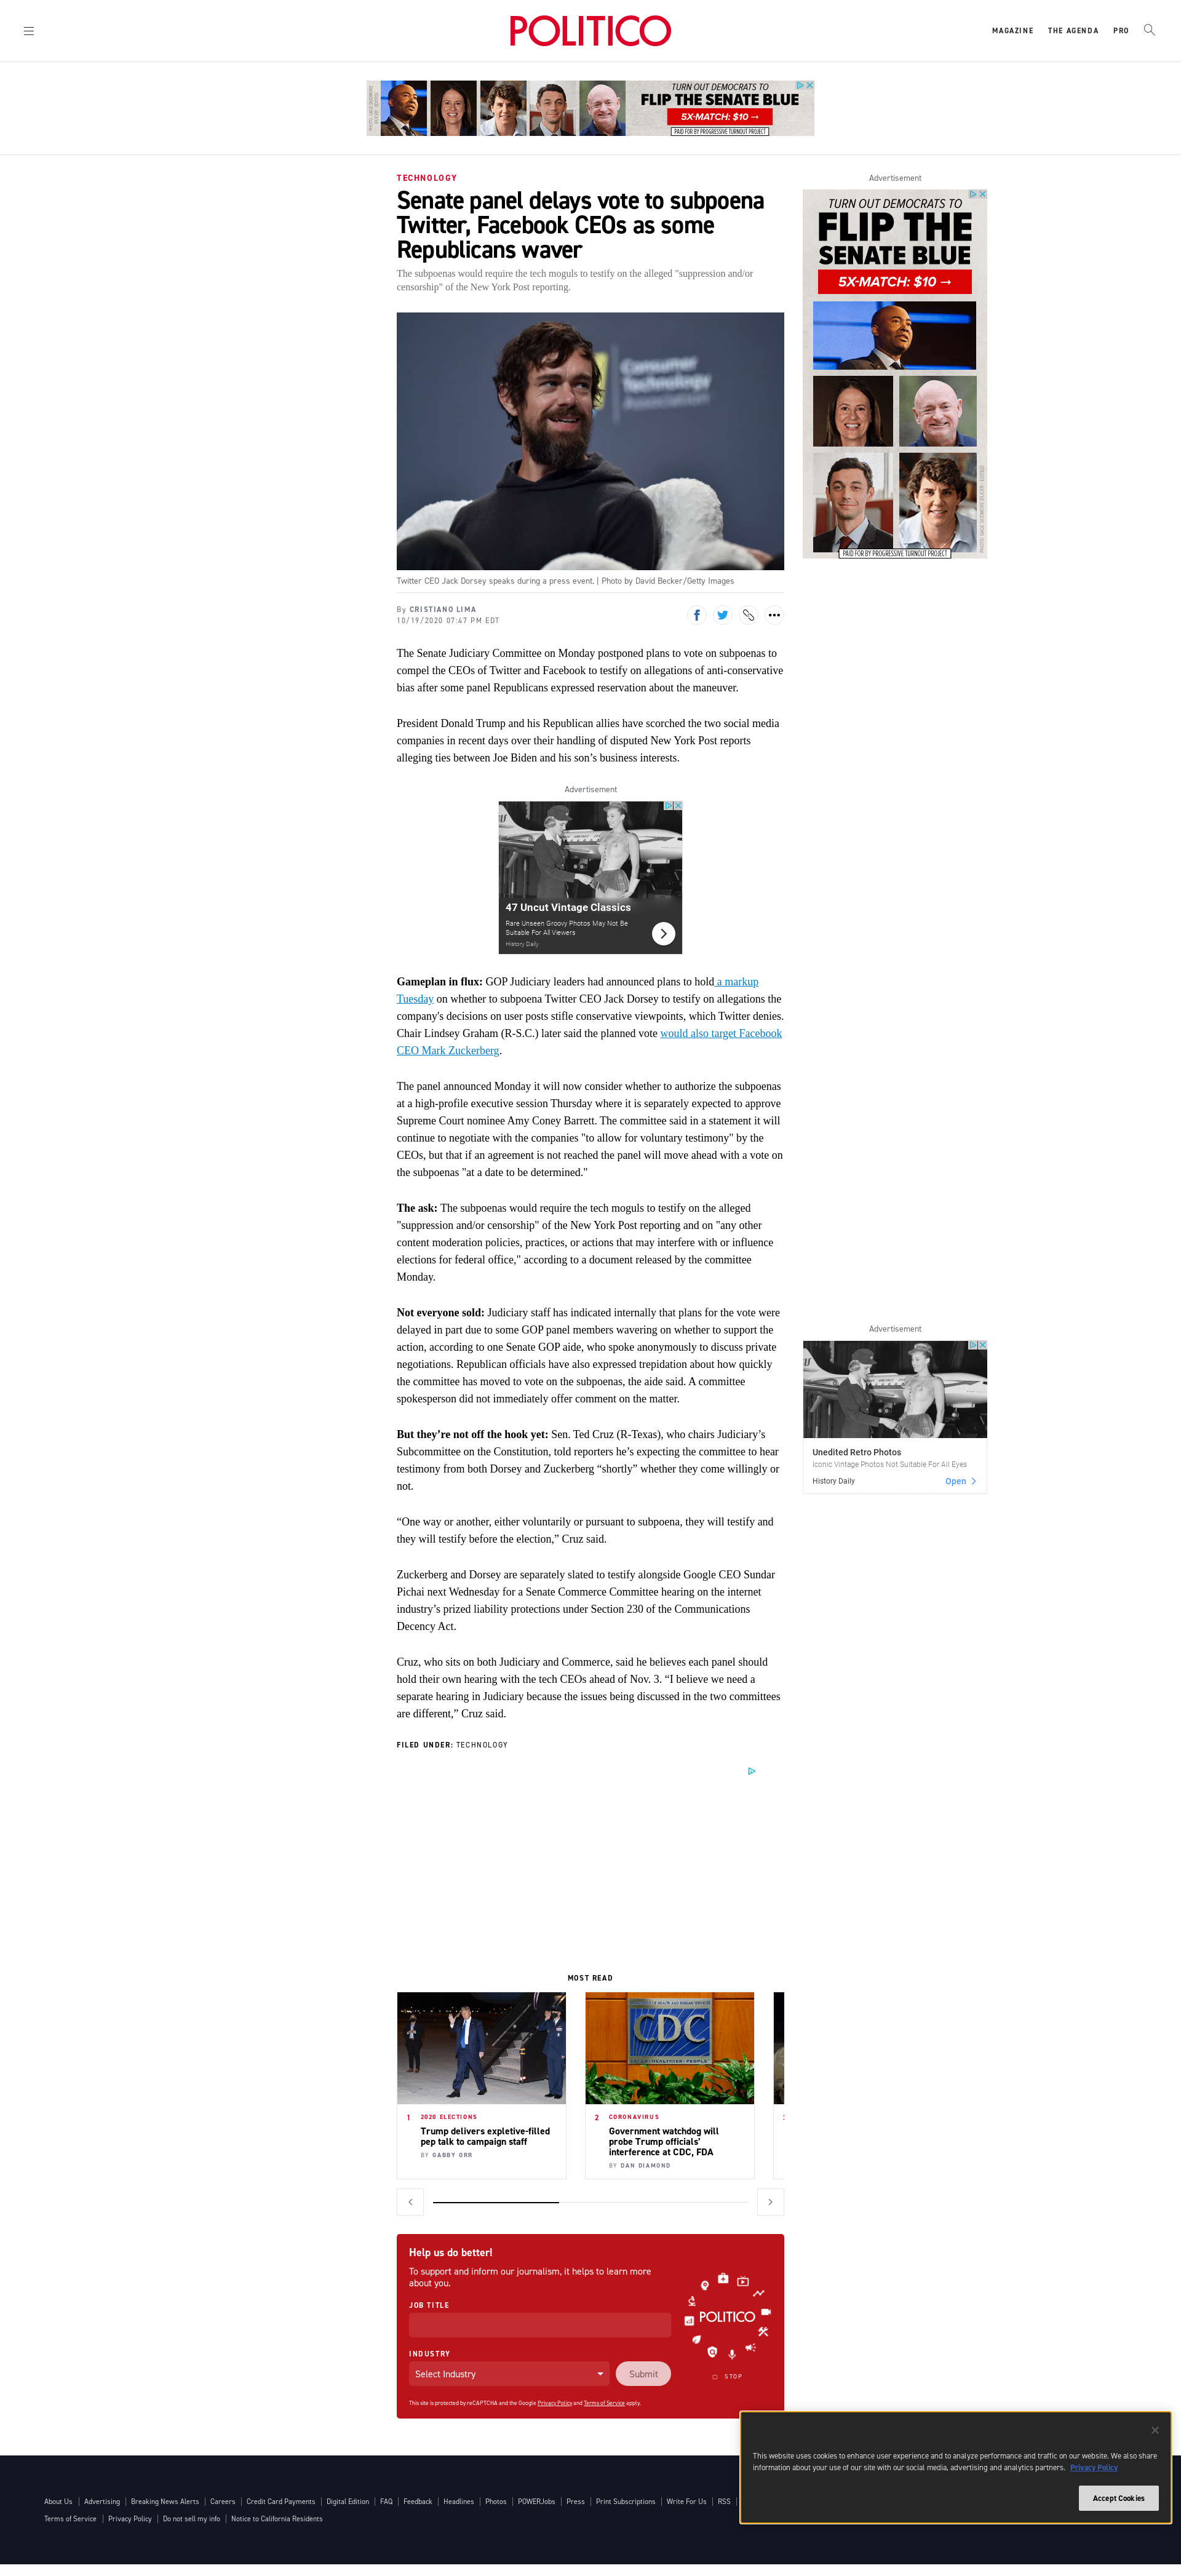 POLITICO
MAGAZINE
THE AGENDA
PRO
TURN OUT DEMOCRATS TO
FLIP THE SENATE BLUE
5X-MATCH: $10 →
PAID FOR BY PROGRESSIVE TURNOUT PROJECT
TECHNOLOGY
Senate panel delays vote to subpoena
Twitter, Facebook CEOs as some
Republicans waver
The subpoenas would require the tech moguls to testify on the alleged "suppression and/or
censorship" of the New York Post reporting.
Consumer
Technology
Association
Twitter CEO Jack Dorsey speaks during a press event. | Photo by David Becker/Getty Images
By CRISTIANO LIMA
10/19/2020 07:47 PM EDT
The Senate Judiciary Committee on Monday postponed plans to vote on subpoenas to
compel the CEOs of Twitter and Facebook to testify on allegations of anti-conservative
bias after some panel Republicans expressed reservation about the maneuver.
President Donald Trump and his Republican allies have scorched the two social media
companies in recent days over their handling of disputed New York Post reports
alleging ties between Joe Biden and his son’s business interests.
Advertisement
47 Uncut Vintage Classics
Rare Unseen Groovy Photos May Not Be
Suitable For All Viewers
History Daily
Gameplan in flux: GOP Judiciary leaders had announced plans to hold a markup
Tuesday on whether to subpoena Twitter CEO Jack Dorsey to testify on allegations the
company's decisions on user posts stifle conservative viewpoints, which Twitter denies.
Chair Lindsey Graham (R-S.C.) later said the planned vote would also target Facebook
CEO Mark Zuckerberg.
The panel announced Monday it will now consider whether to authorize the subpoenas
at a high-profile executive session Thursday where it is separately expected to approve
Supreme Court nominee Amy Coney Barrett. The committee said in a statement it will
continue to negotiate with the companies "to allow for voluntary testimony" by the
CEOs, but that if an agreement is not reached the panel will move ahead with a vote on
the subpoenas "at a date to be determined."
The ask: The subpoenas would require the tech moguls to testify on the alleged
"suppression and/or censorship" of the New York Post reporting and on "any other
content moderation policies, practices, or actions that may interfere with or influence
elections for federal office," according to a document released by the committee
Monday.
Not everyone sold: Judiciary staff has indicated internally that plans for the vote were
delayed in part due to some GOP panel members wavering on whether to support the
action, according to one Senate GOP aide, who spoke anonymously to discuss private
negotiations. Republican officials have also expressed trepidation about how quickly
the committee has moved to vote on the subpoenas, the aide said. A committee
spokesperson did not immediately offer comment on the matter.
But they’re not off the hook yet: Sen. Ted Cruz (R-Texas), who chairs Judiciary’s
Subcommittee on the Constitution, told reporters he’s expecting the committee to hear
testimony from both Dorsey and Zuckerberg “shortly” whether they come willingly or
not.
“One way or another, either voluntarily or pursuant to subpoena, they will testify and
they will testify before the election,” Cruz said.
Zuckerberg and Dorsey are separately slated to testify alongside Google CEO Sundar
Pichai next Wednesday for a Senate Commerce Committee hearing on the internet
industry’s prized liability protections under Section 230 of the Communications
Decency Act.
Cruz, who sits on both Judiciary and Commerce, said he believes each panel should
hold their own hearing with the tech CEOs ahead of Nov. 3. “I believe we need a
separate hearing in Judiciary because the issues being discussed in the two committees
are different,” Cruz said.
FILED UNDER: TECHNOLOGY
Advertisement
TURN OUT DEMOCRATS TO
FLIP THE
SENATE BLUE
5X-MATCH: $10 →
PAID FOR BY PROGRESSIVE TURNOUT PROJECT
Advertisement
Unedited Retro Photos
Iconic Vintage Photos Not Suitable For All Eyes
History Daily
Open
MOST READ
CDC
1
2020 ELECTIONS
Trump delivers expletive-filled
pep talk to campaign staff
BY GABBY ORR
2
CORONAVIRUS
Government watchdog will
probe Trump officials’
interference at CDC, FDA
BY DAN DIAMOND
Help us do better!
To support and inform our journalism, it helps to learn more
about you.
JOB TITLE
INDUSTRY
Select Industry
Submit
This site is protected by reCAPTCHA and the Google Privacy Policy and Terms of Service apply.
POLITICO
STOP
This website uses cookies to enhance user experience and to analyze performance and traffic on our website. We also share
information about your use of our site with our social media, advertising and analytics partners. Privacy Policy
Accept Cookies
About Us
Advertising
Breaking News Alerts
Careers
Credit Card Payments
Digital Edition
FAQ
Feedback
Headlines
Photos
POWERJobs
Press
Print Subscriptions
Write For Us
RSS
Terms of Service
Privacy Policy
Do not sell my info
Notice to California Residents